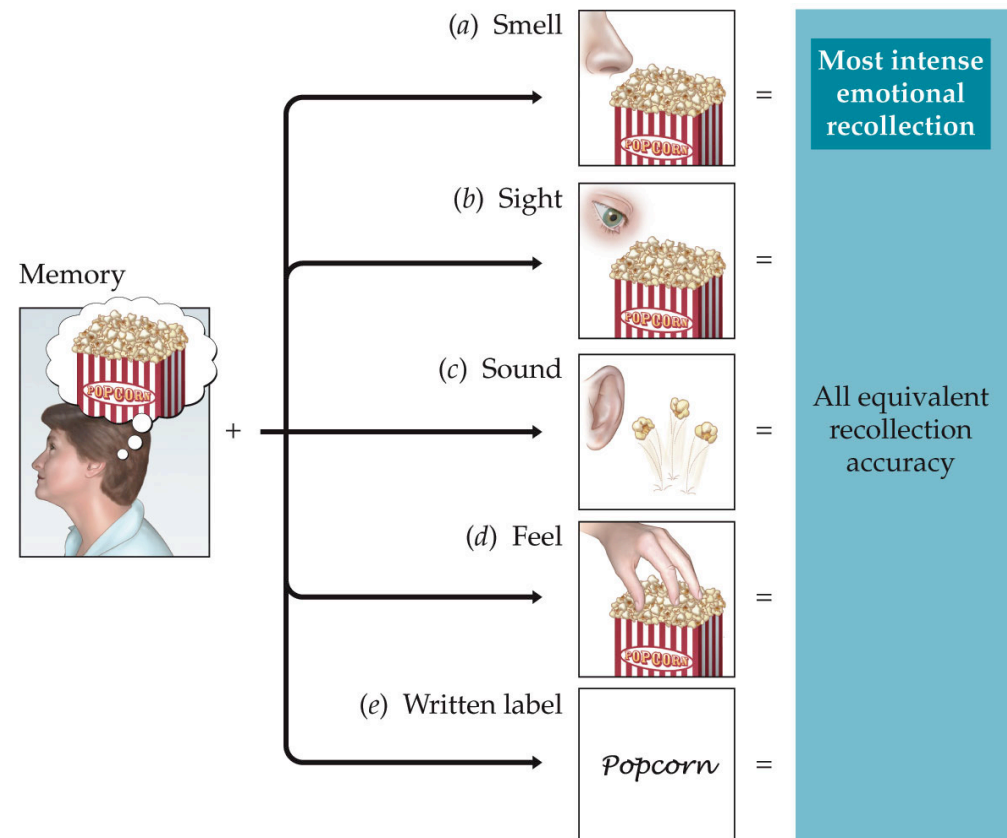 (a) Smell
POPCORN
=
Most intense
emotional
recollection
(b) Sight
POPCORN
=
Memory
POPCORN
+
(c) Sound
=
All equivalent
recollection
accuracy
(d) Feel
POPCORN
=
(e) Written label
Popcorn
=